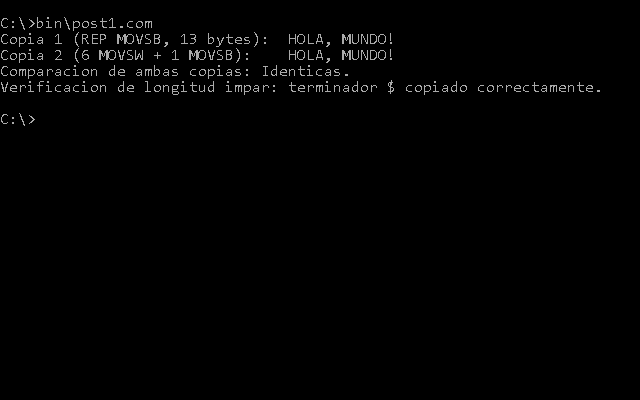 C:\>bin\post1.com
Copia 1 (REP MOVSB, 13 bytes):  HOLA, MUNDO!
Copia 2 (6 MOVSW + 1 MOVSB):    HOLA, MUNDO!
Comparacion de ambas copias: Identicas.
Verificacion de longitud impar: terminador $ copiado correctamente.
C:\>